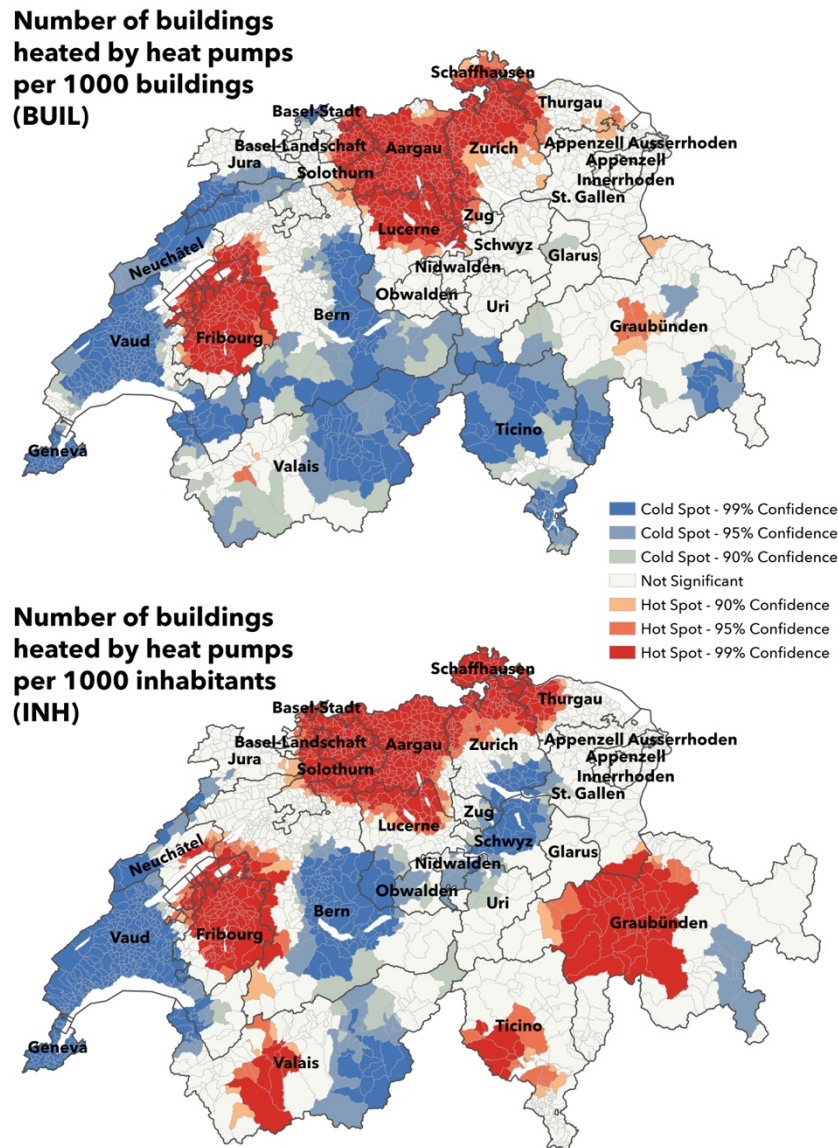 Number of buildings
heated by heat pumps
per 1000 buildings
(BUIL)
Schaffhausen
Thurgau
Basel-Stadt
Basel-Landschaft
Aargau
Zurich
Appenzell Ausserrhoden
Jura
Appenzell
Solothurn
Innerrhoden
St. Gallen
Zug
Lucerne
Schwyz
Neuchâtel
Glarus
Nidwalden
Obwalden
Uri
Bern
Graubünden
Vaud
Fribourg
Ticino
Geneva
Valais
Cold Spot - 99% Confidence
Cold Spot - 95% Confidence
Cold Spot - 90% Confidence
Not Significant
Hot Spot - 90% Confidence
Hot Spot - 95% Confidence
Hot Spot - 99% Confidence
Number of buildings
heated by heat pumps
per 1000 inhabitants
(INH)
Schaffhausen
Thurgau
Basel-Stadt
Basel-Landschaft
Aargau
Zurich
Appenzell Ausserrhoden
Jura
Appenzell
Solothurn
Innerrhoden
St. Gallen
Zug
Lucerne
Schwyz
Neuchâtel
Glarus
Nidwalden
Obwalden
Uri
Bern
Graubünden
Vaud
Fribourg
Ticino
Geneva
Valais